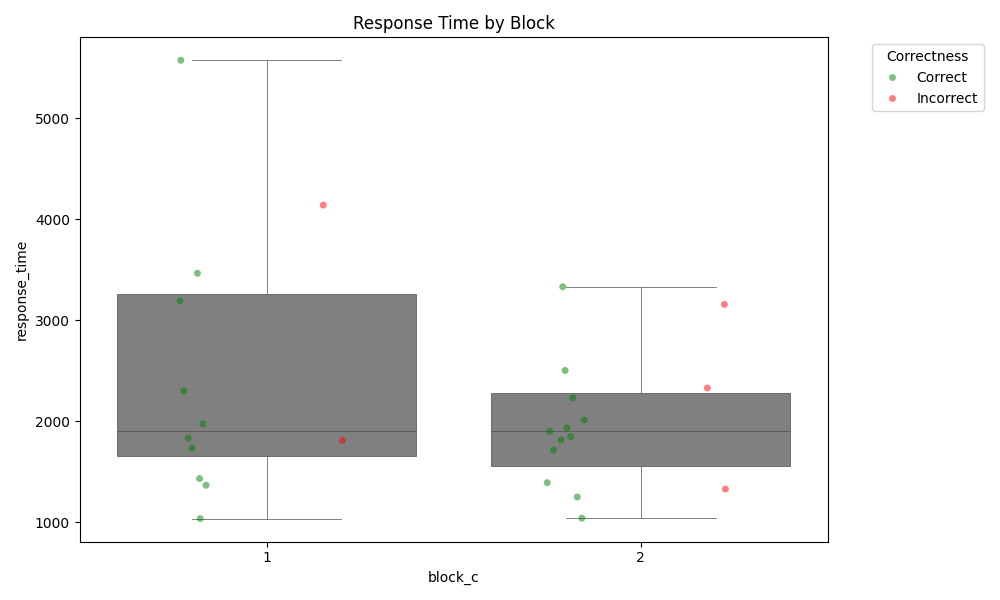 Response Time by Block
Correctness
Correct
Incorrect
response_time
5000
4000
3000
2000
1000
1
2
block_c